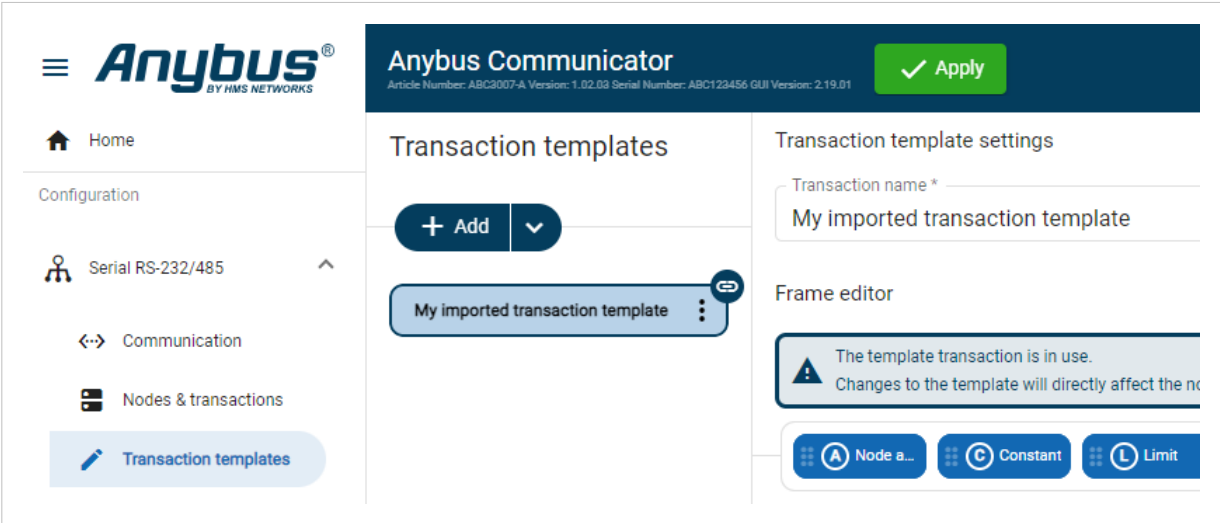 Anybus®
BY HMS NETWORKS
Home
Configuration
Serial RS-232/485
Communication
Nodes & transactions
Transaction templates
Anybus Communicator
Article Number: ABC3007-A Version: 1.02.03 Serial Number: ABC123456 GUI Version: 2.19.01
Apply
Transaction templates
Add
My imported transaction template
Transaction template settings
Transaction name *
My imported transaction template
Frame editor
The template transaction is in use.
Changes to the template will directly affect the
A Node a...
C Constant
L Limit